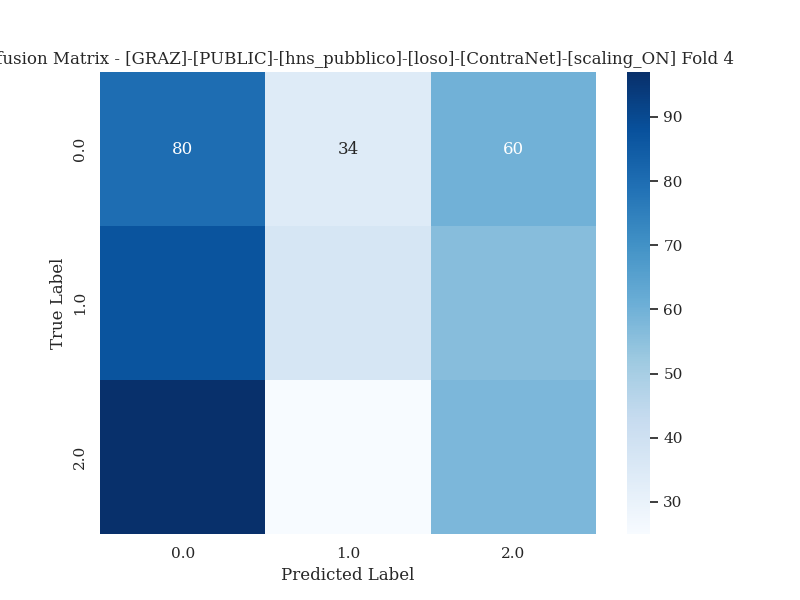 fusion Matrix - [GRAZ]-[PUBLIC]-[hns_pubblico]-[loso]-[ContraNet]-[scaling_ON] Fold 4
80 34 60
0.0
1.0
2.0
True Label
0.0 1.0 2.0
Predicted Label
90
80
70
60
50
40
30